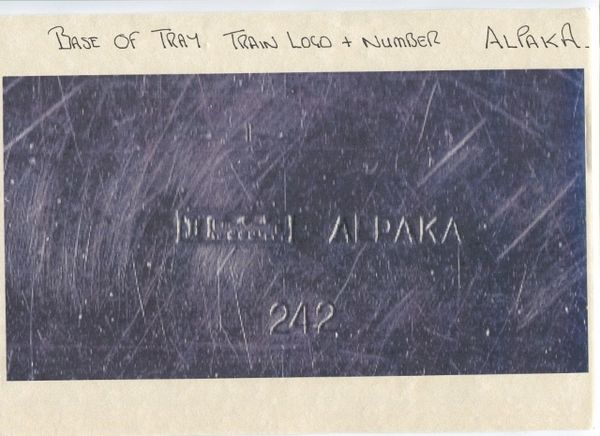 BASE OF TRAY TRAIN LOGO + NUMBER ALPAKA.
ALPAKA
242